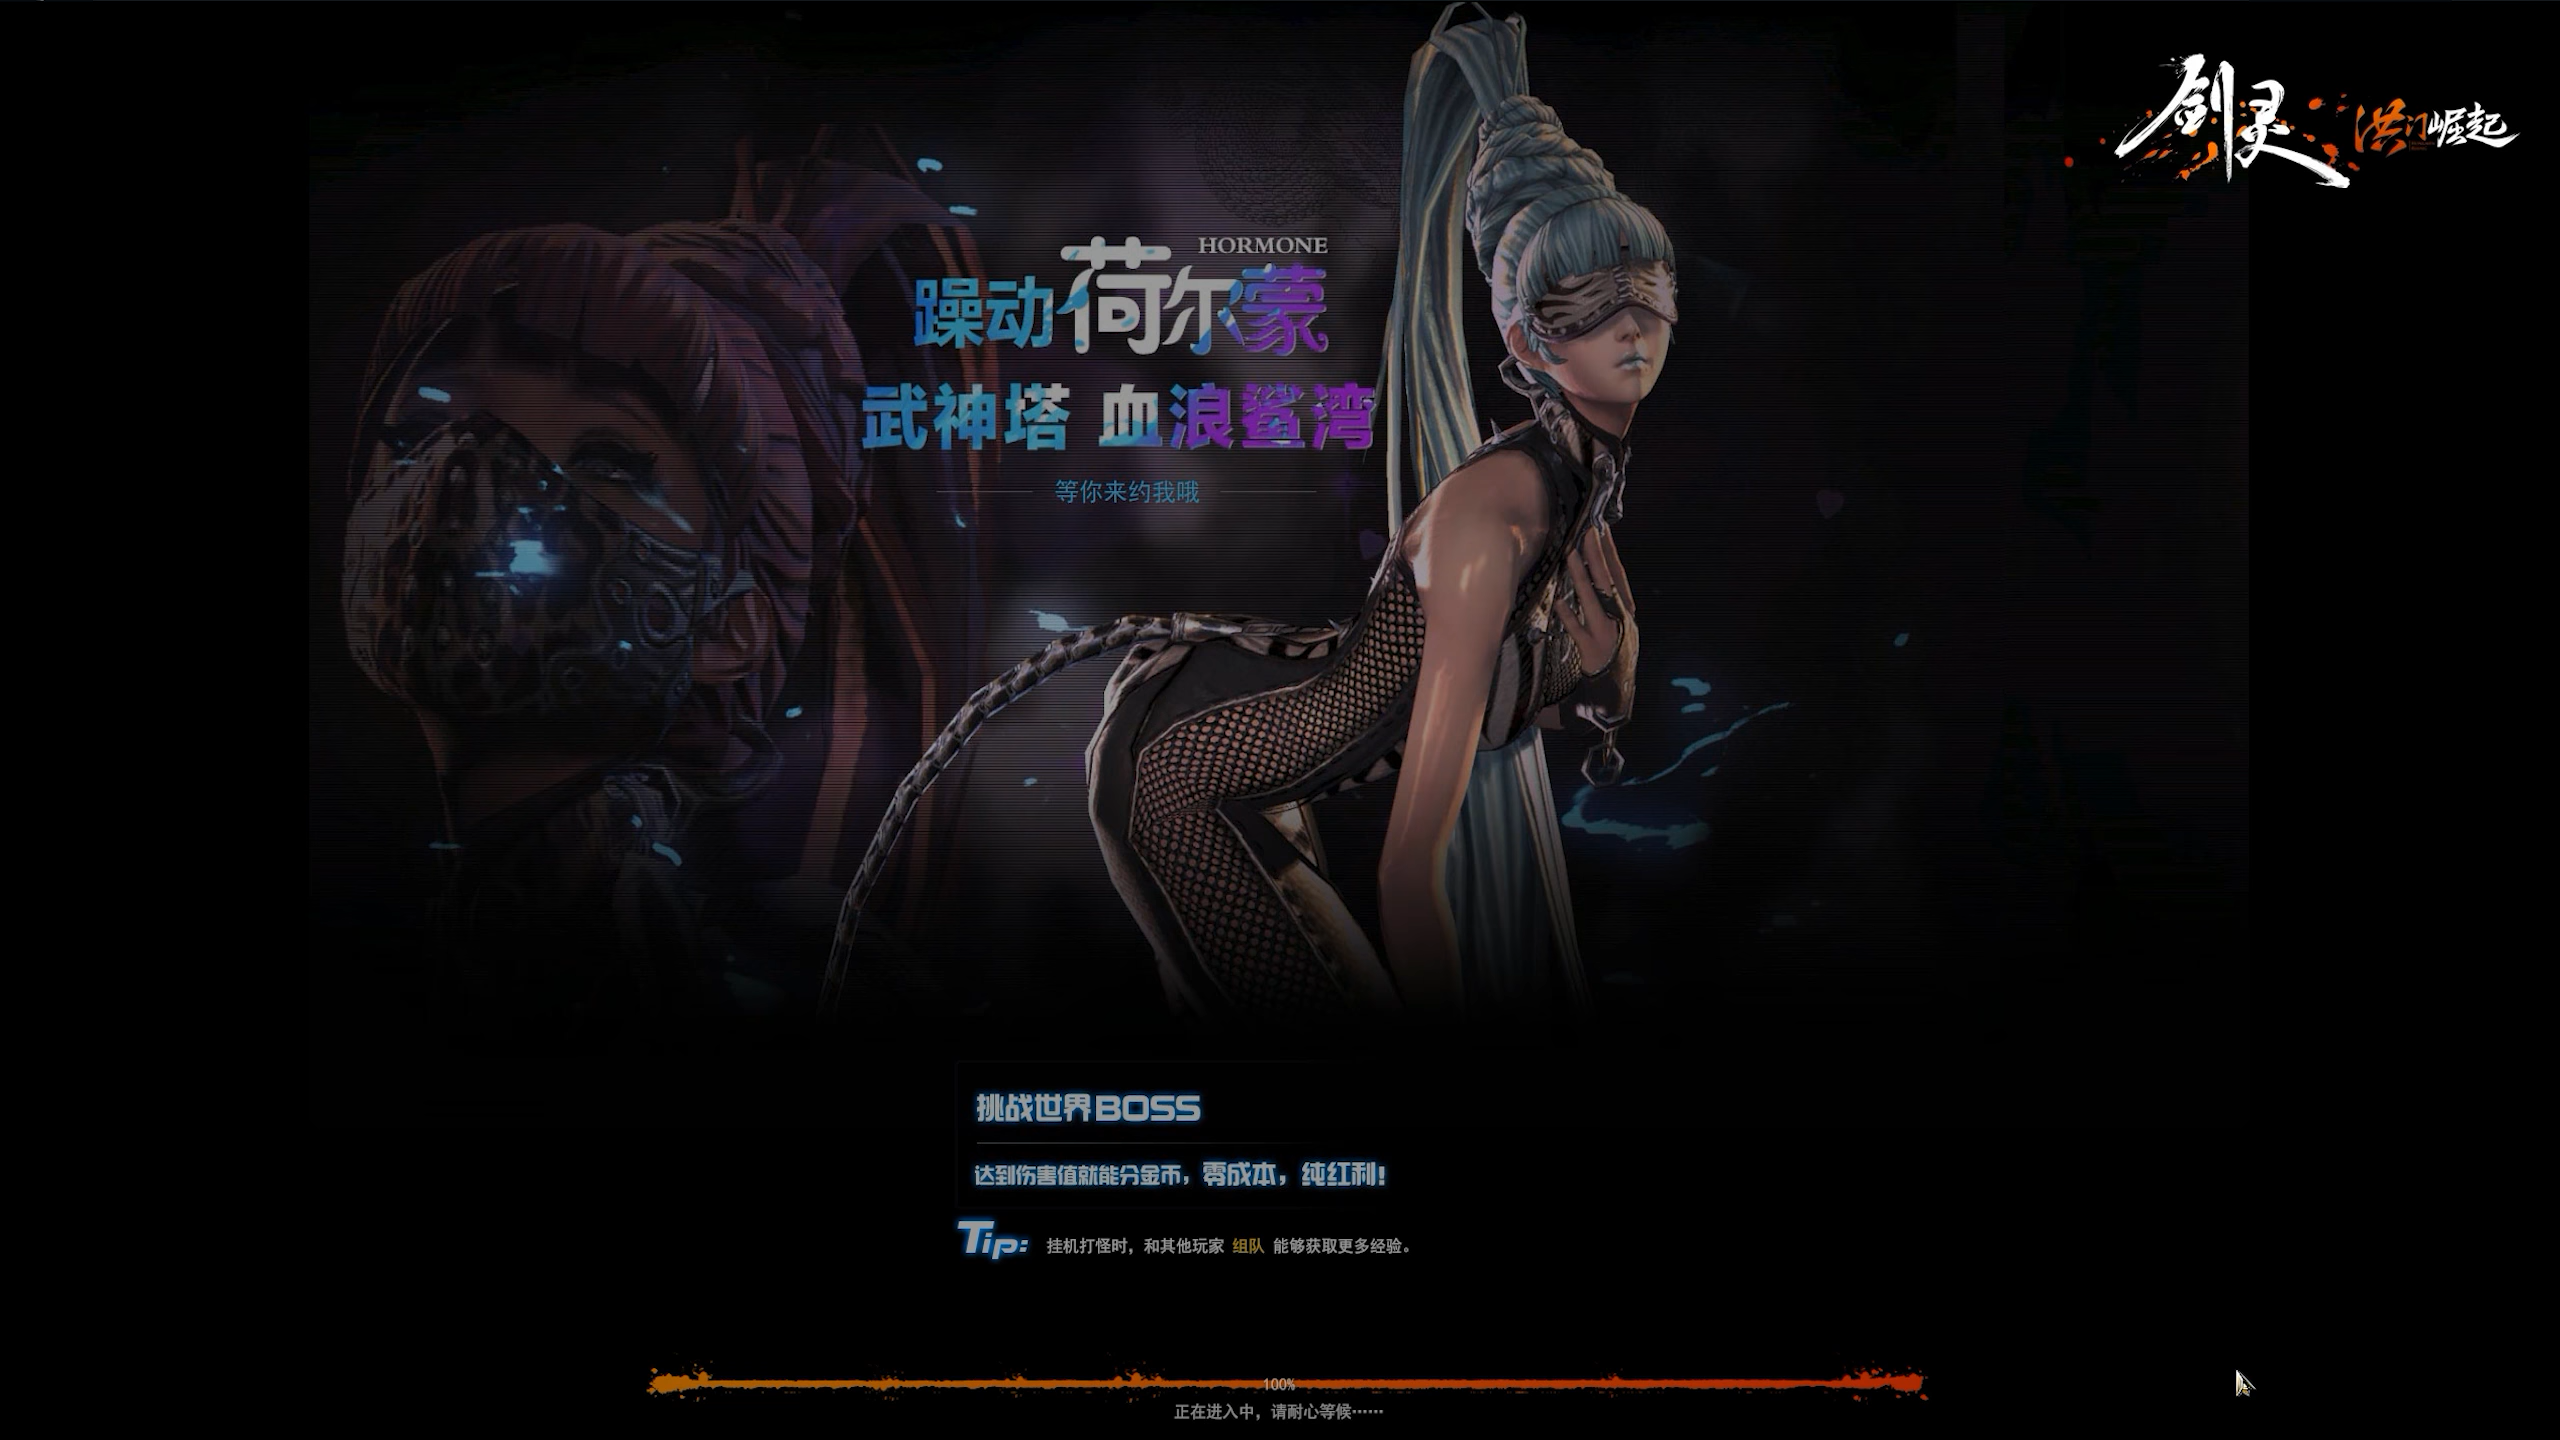 剑灵 洪门崛起
HORMONE
躁动荷尔蒙
武神塔 血浪鲨湾
等你来约我哦
挑战世界BOSS
达到伤害值就能分金币，零成本，纯红利!
Tip: 挂机打怪时，和其他玩家 组队 能够获取更多经验。
100%
正在进入中，请耐心等候……